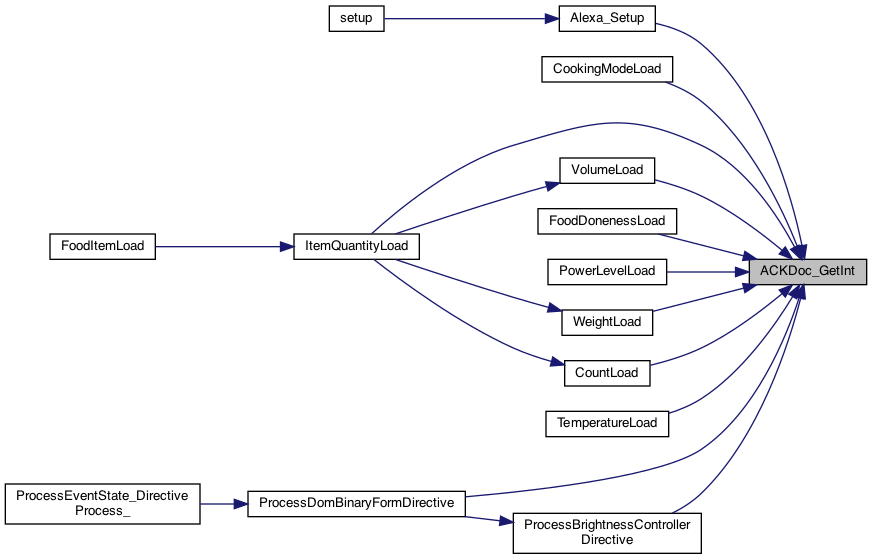 setup
Alexa_Setup
CookingModeLoad
VolumeLoad
FoodDonenessLoad
FoodItemLoad
ItemQuantityLoad
PowerLevelLoad
ACKDoc_GetInt
WeightLoad
CountLoad
TemperatureLoad
ProcessEventState_Directive
Process_
ProcessDomBinaryFormDirective
ProcessBrightnessController
Directive